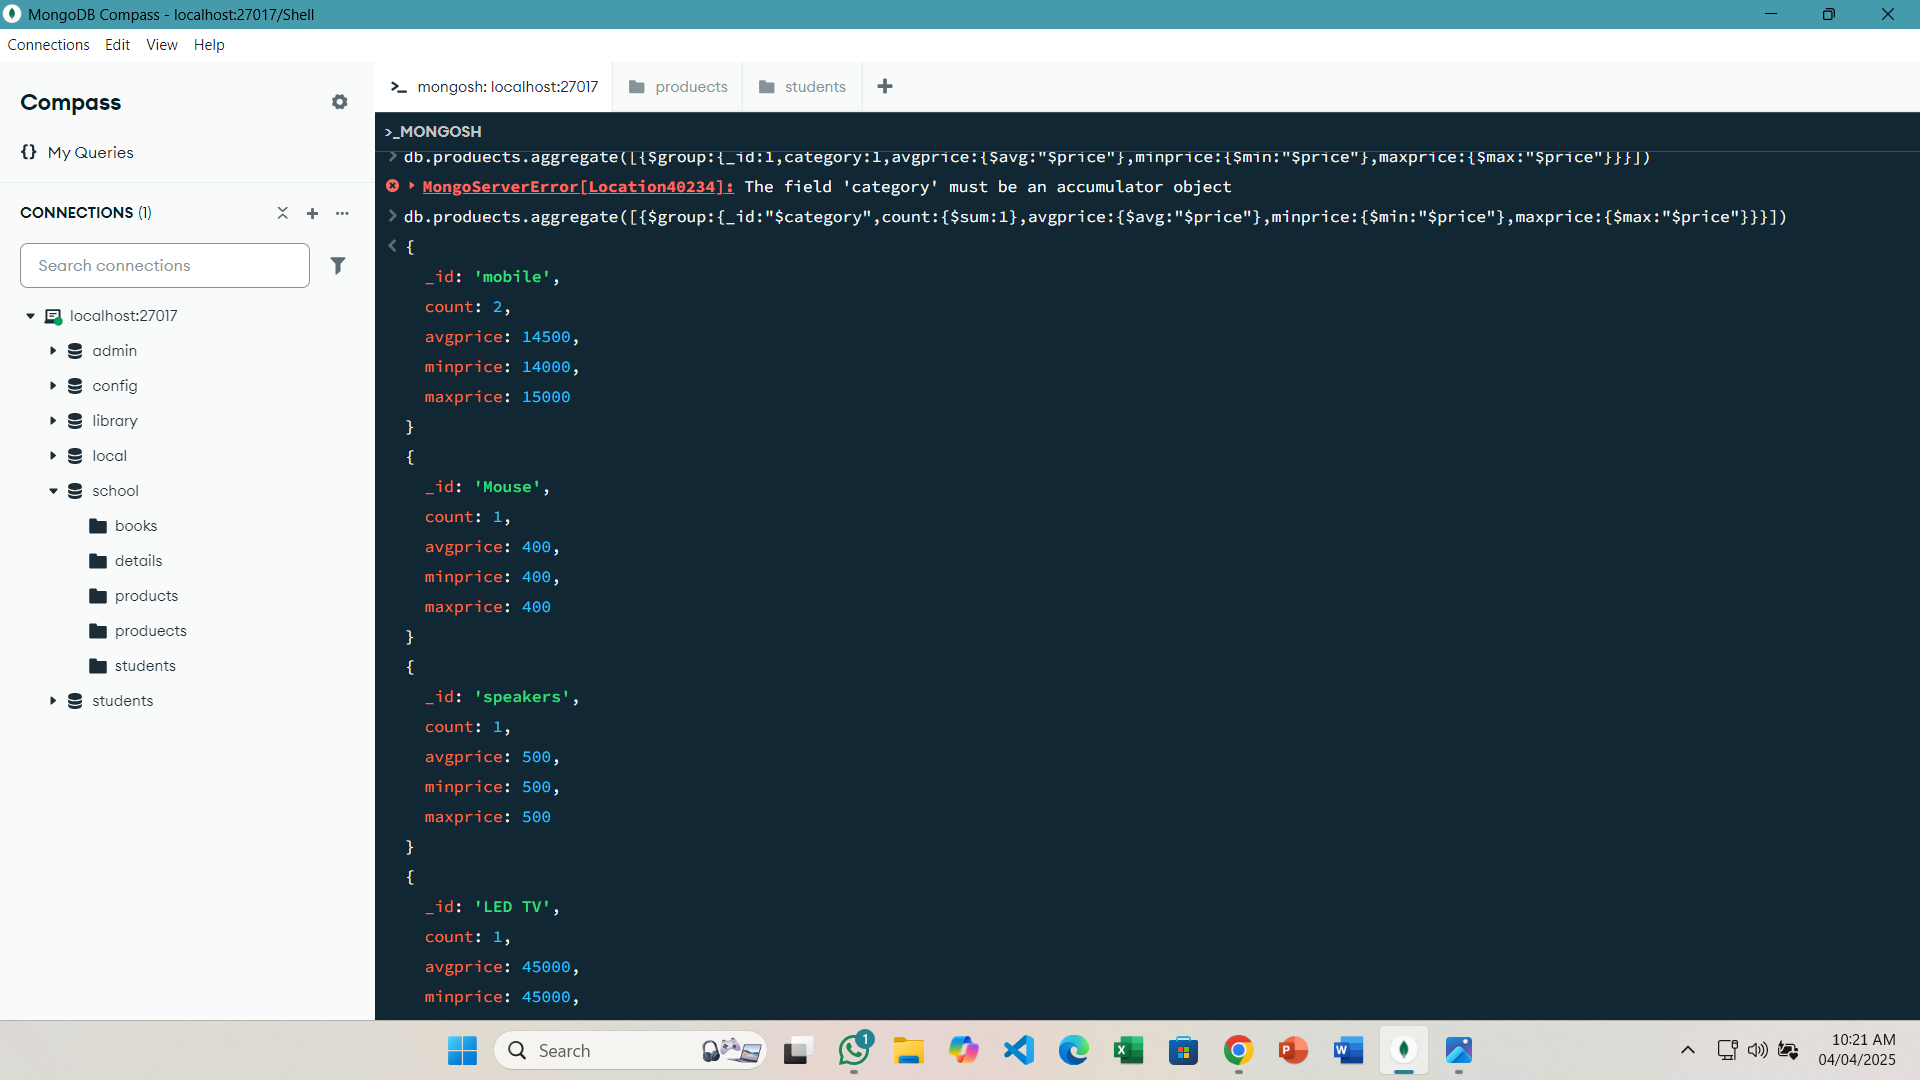 MongoDB Compass - localhost:27017/Shell
Connections Edit View Help
Compass
My Queries
CONNECTIONS (1)
Search connections
localhost:27017
admin
config
library
local
school
books
details
products
produects
students
students
mongosh: localhost:27017 produects students
>_MONGOSH
db.produects.aggregate([{$group:{_id:1,category:1,avgprice:{$avg:"$price"},minprice:{$min:"$price"},maxprice:{$max:"$price"}}}])
MongoServerError[Location40234]: The field 'category' must be an accumulator object
db.produects.aggregate([{$group:{_id:"$category",count:{$sum:1},avgprice:{$avg:"$price"},minprice:{$min:"$price"},maxprice:{$max:"$price"}}}])
{
_id: 'mobile',
count: 2,
avgprice: 14500,
minprice: 14000,
maxprice: 15000
}
{
_id: 'Mouse',
count: 1,
avgprice: 400,
minprice: 400,
maxprice: 400
}
{
_id: 'speakers',
count: 1,
avgprice: 500,
minprice: 500,
maxprice: 500
}
{
_id: 'LED TV',
count: 1,
avgprice: 45000,
minprice: 45000,
Search
1
10:21 AM
04/04/2025